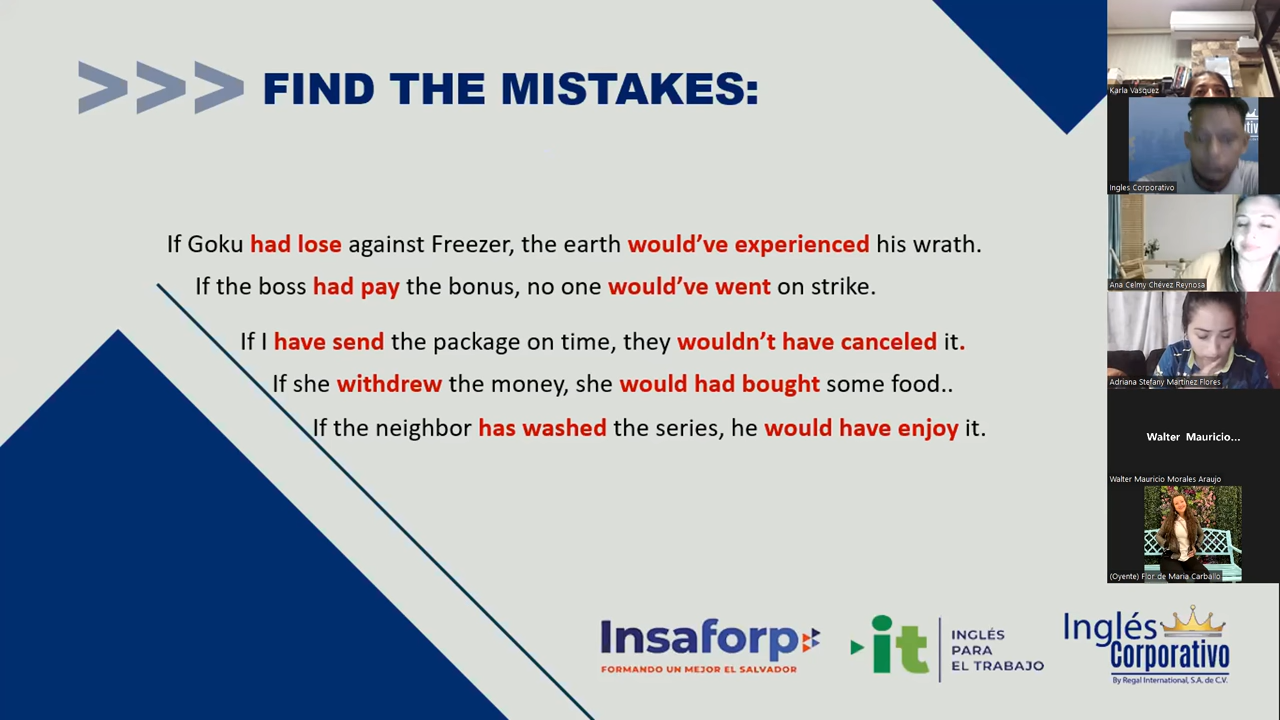 >>> FIND THE MISTAKES:
If Goku had lose against Freezer, the earth would’ve experienced his wrath.
If the boss had pay the bonus, no one would’ve went on strike.
If I have send the package on time, they wouldn’t have canceled it.
If she withdrew the money, she would had bought some food..
If the neighbor has washed the series, he would have enjoy it.
Insaforp
FORMANDO UN MEJOR EL SALVADOR
it
INGLÉS
PARA
EL TRABAJO
Inglés
Corporativo
By Regal International, S.A. de C.V.
Karla Vasquez
Ingles Corporativo
Ana Celmy Chévez Reynosa
Adriana Stefany Martinez Flores
Walter Mauricio...
Walter Mauricio Morales Araujo
(Oyente) Flor de Maria Carballo